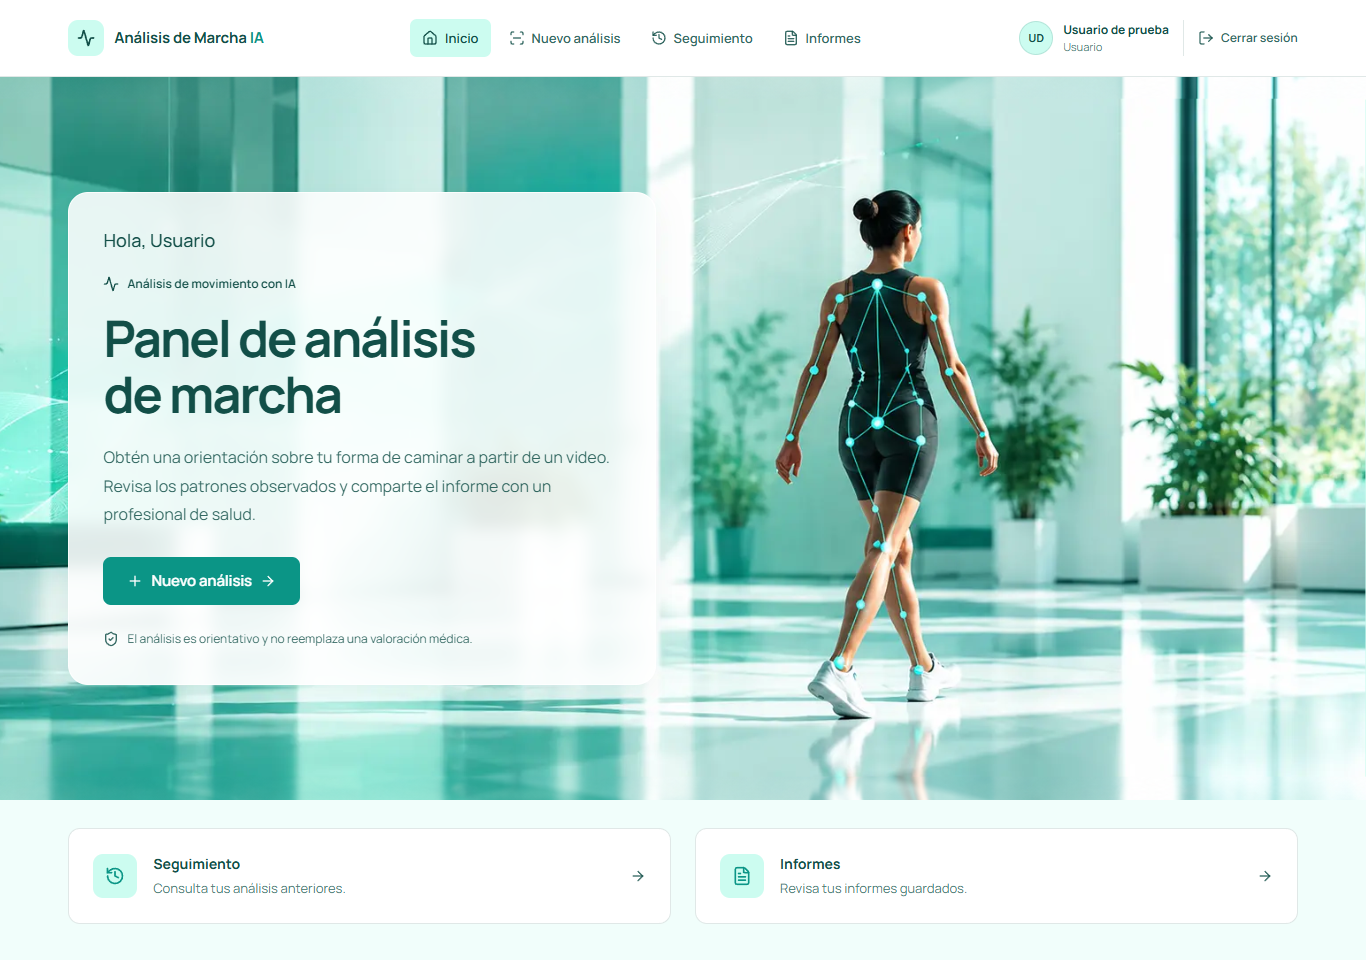 Análisis de Marcha IA
Inicio
Nuevo análisis
Seguimiento
Informes
UD
Usuario de prueba
Usuario
Cerrar sesión
Hola, Usuario
Análisis de movimiento con IA
Panel de análisis
de marcha
Obtén una orientación sobre tu forma de caminar a partir de un video.
Revisa los patrones observados y comparte el informe con un
profesional de salud.
Nuevo análisis
El análisis es orientativo y no reemplaza una valoración médica.
Seguimiento
Consulta tus análisis anteriores.
Informes
Revisa tus informes guardados.